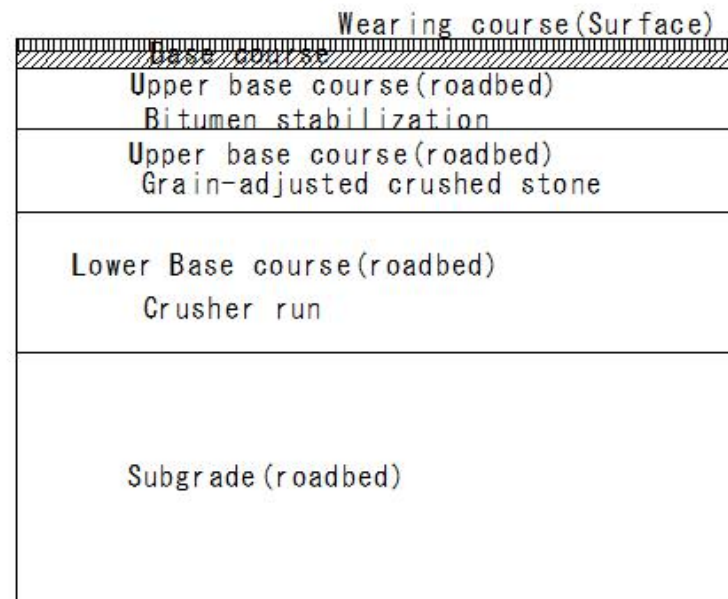 Wearing course(Surface)
Base course
Upper base course(roadbed)
Bitumen stabilization
Upper base course(roadbed)
Grain-adjusted crushed stone
Lower Base course(roadbed)
Crusher run
Subgrade(roadbed)